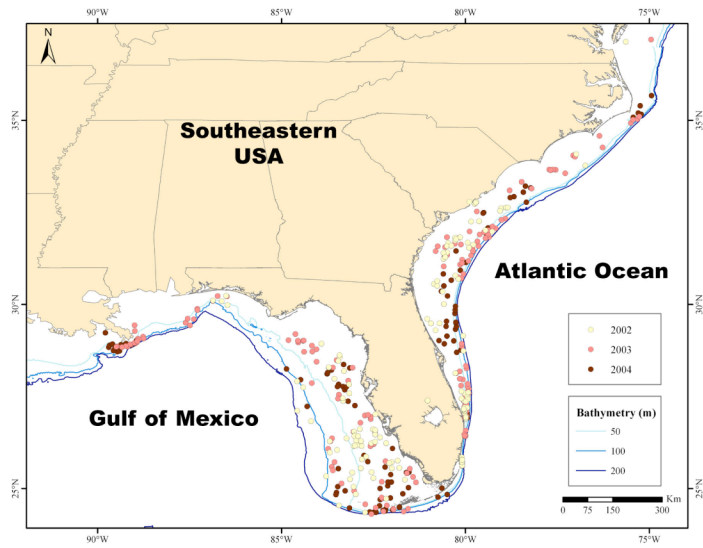 90°W 85°W 80°W 75°W
N
35°N 35°N
Southeastern
USA
Atlantic Ocean
30°N 30°N
2002
2003
2004
Gulf of Mexico
Bathymetry (m)
50
100
200
25°N 25°N
Km
0 75 150 300
90°W 85°W 80°W 75°W